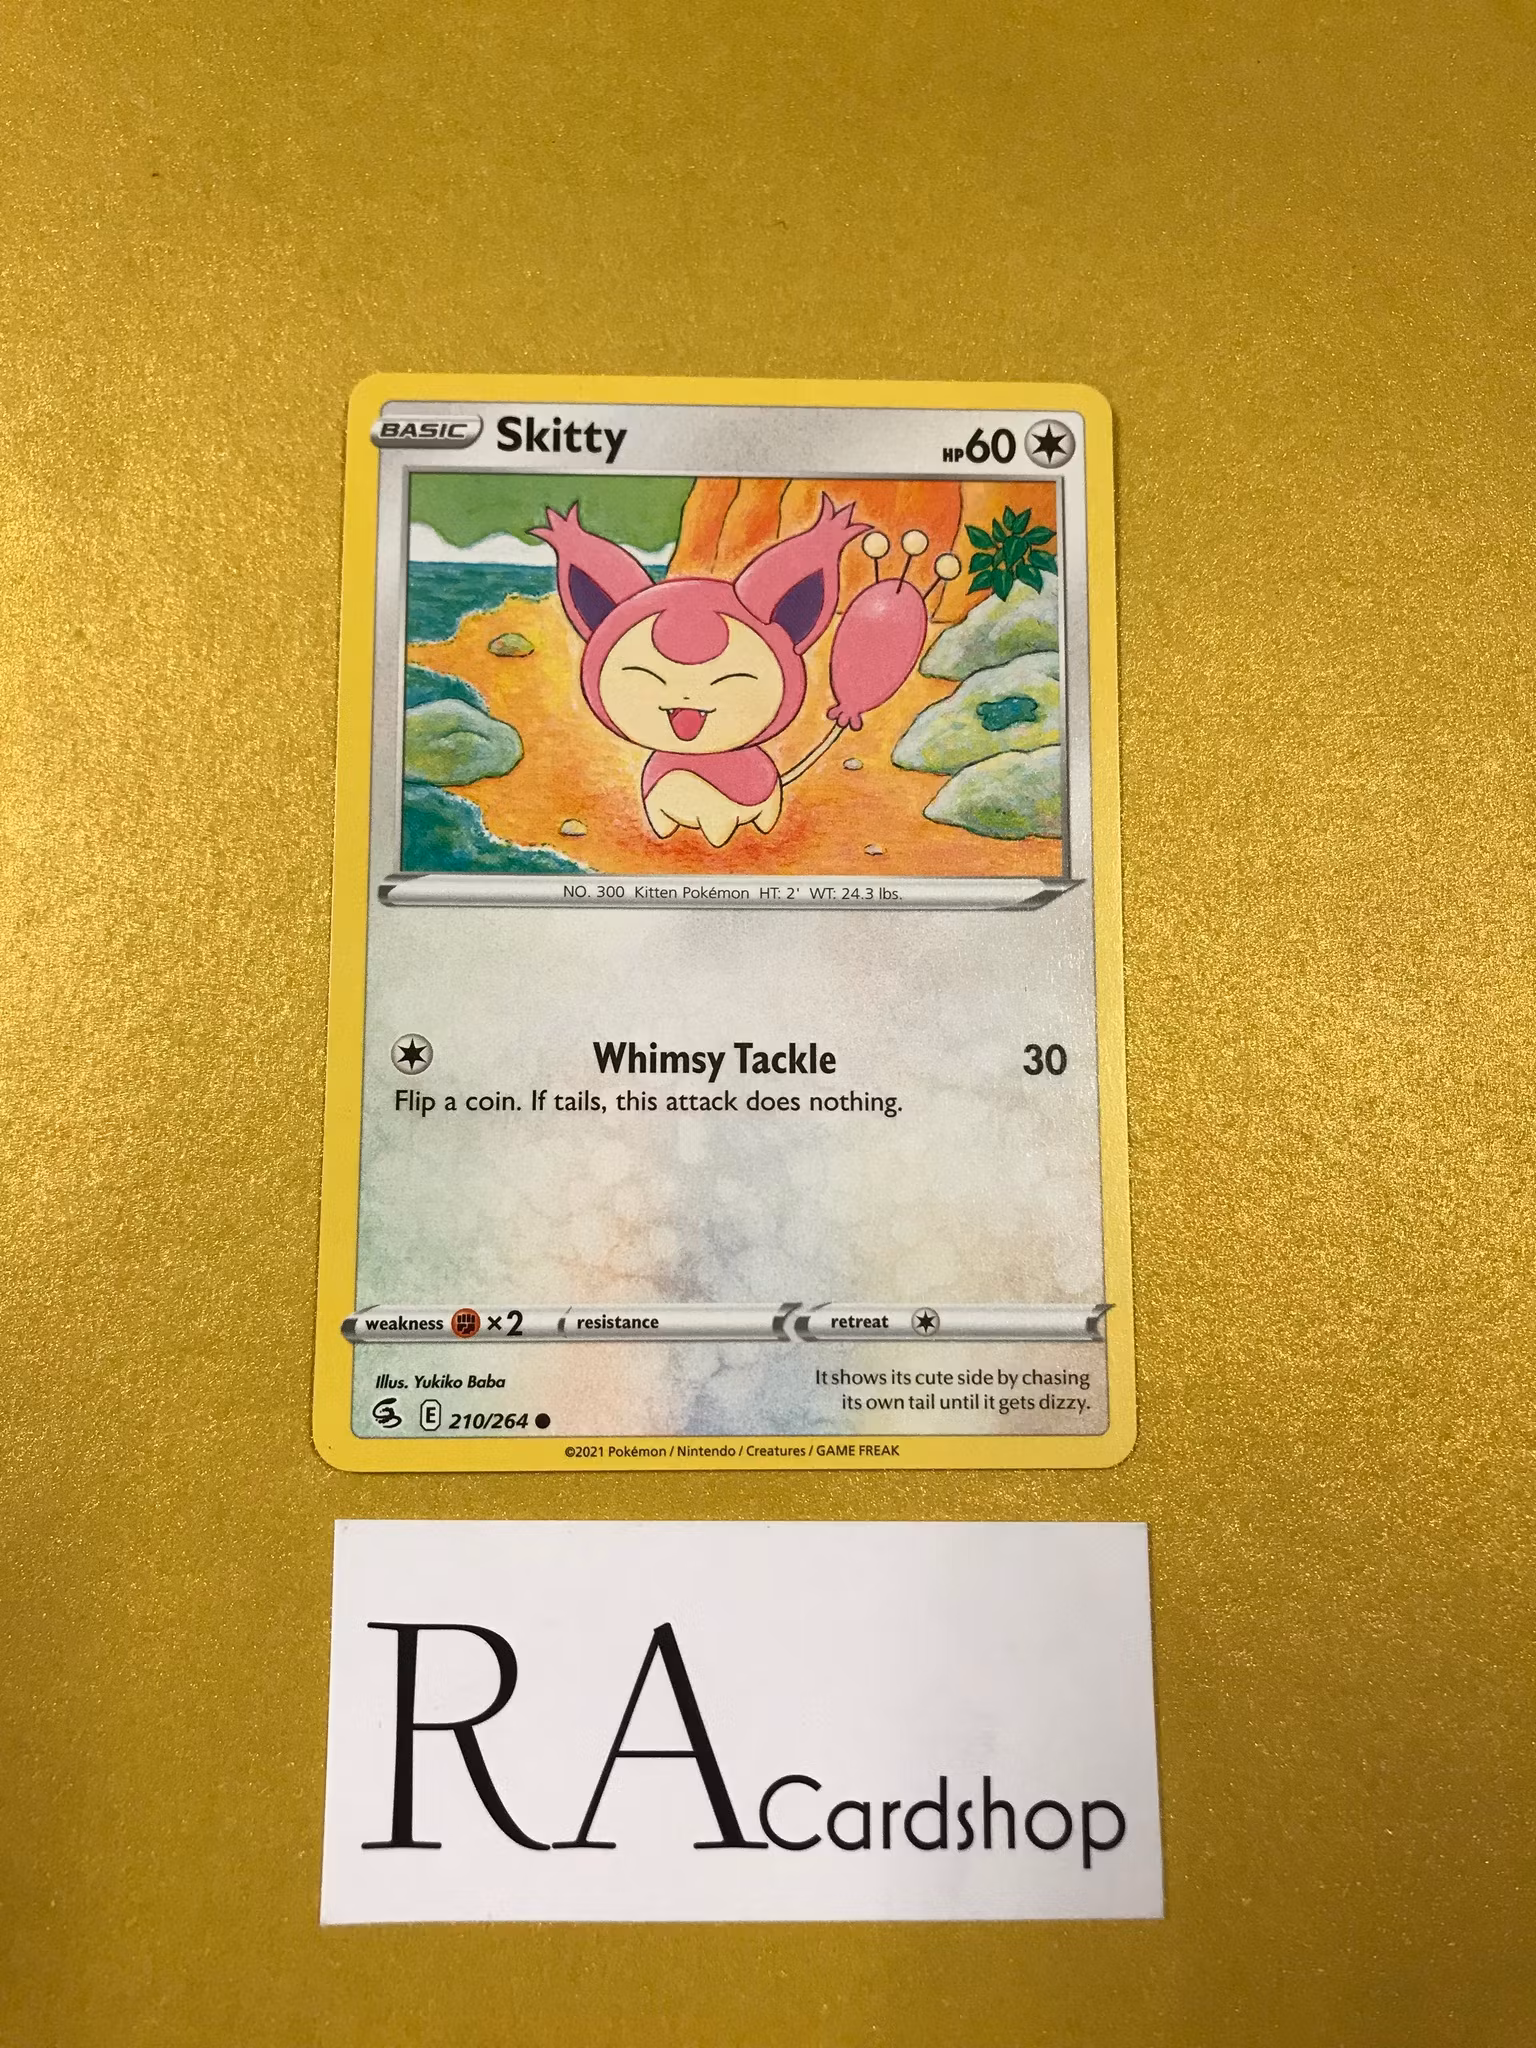 BASIC Skitty HP 60
NO. 300 Kitten Pokémon HT: 2' WT: 24.3 lbs.
Whimsy Tackle 30
Flip a coin. If tails, this attack does nothing.
weakness ×2 resistance retreat
Illus. Yukiko Baba
E 210/264
It shows its cute side by chasing
its own tail until it gets dizzy.
©2021 Pokémon / Nintendo / Creatures / GAME FREAK
RA Cardshop